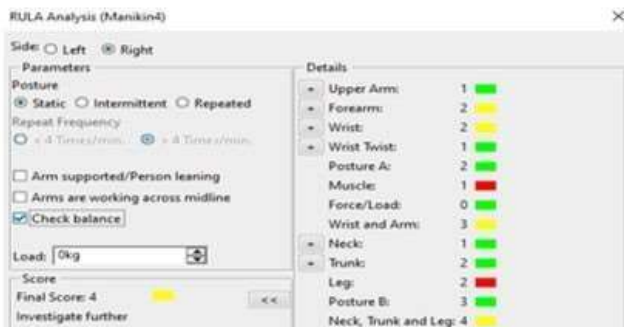 RULA Analysis (Manikin4)
Side: Left Right
Parameters
Posture
Static Intermittent Repeated
Repeat Frequency
< 4 Times/min. > 4 Times/min.
Arm supported/Person leaning
Arms are working across midline
Check balance
Load: 0kg
Score
Final Score: 4
<<
Investigate further
Details
Upper Arm: 1
Forearm: 2
Wrist: 2
Wrist Twist: 1
Posture A: 2
Muscle: 1
Force/Load: 0
Wrist and Arm: 3
Neck: 1
Trunk: 2
Leg: 2
Posture B: 3
Neck, Trunk and Leg: 4